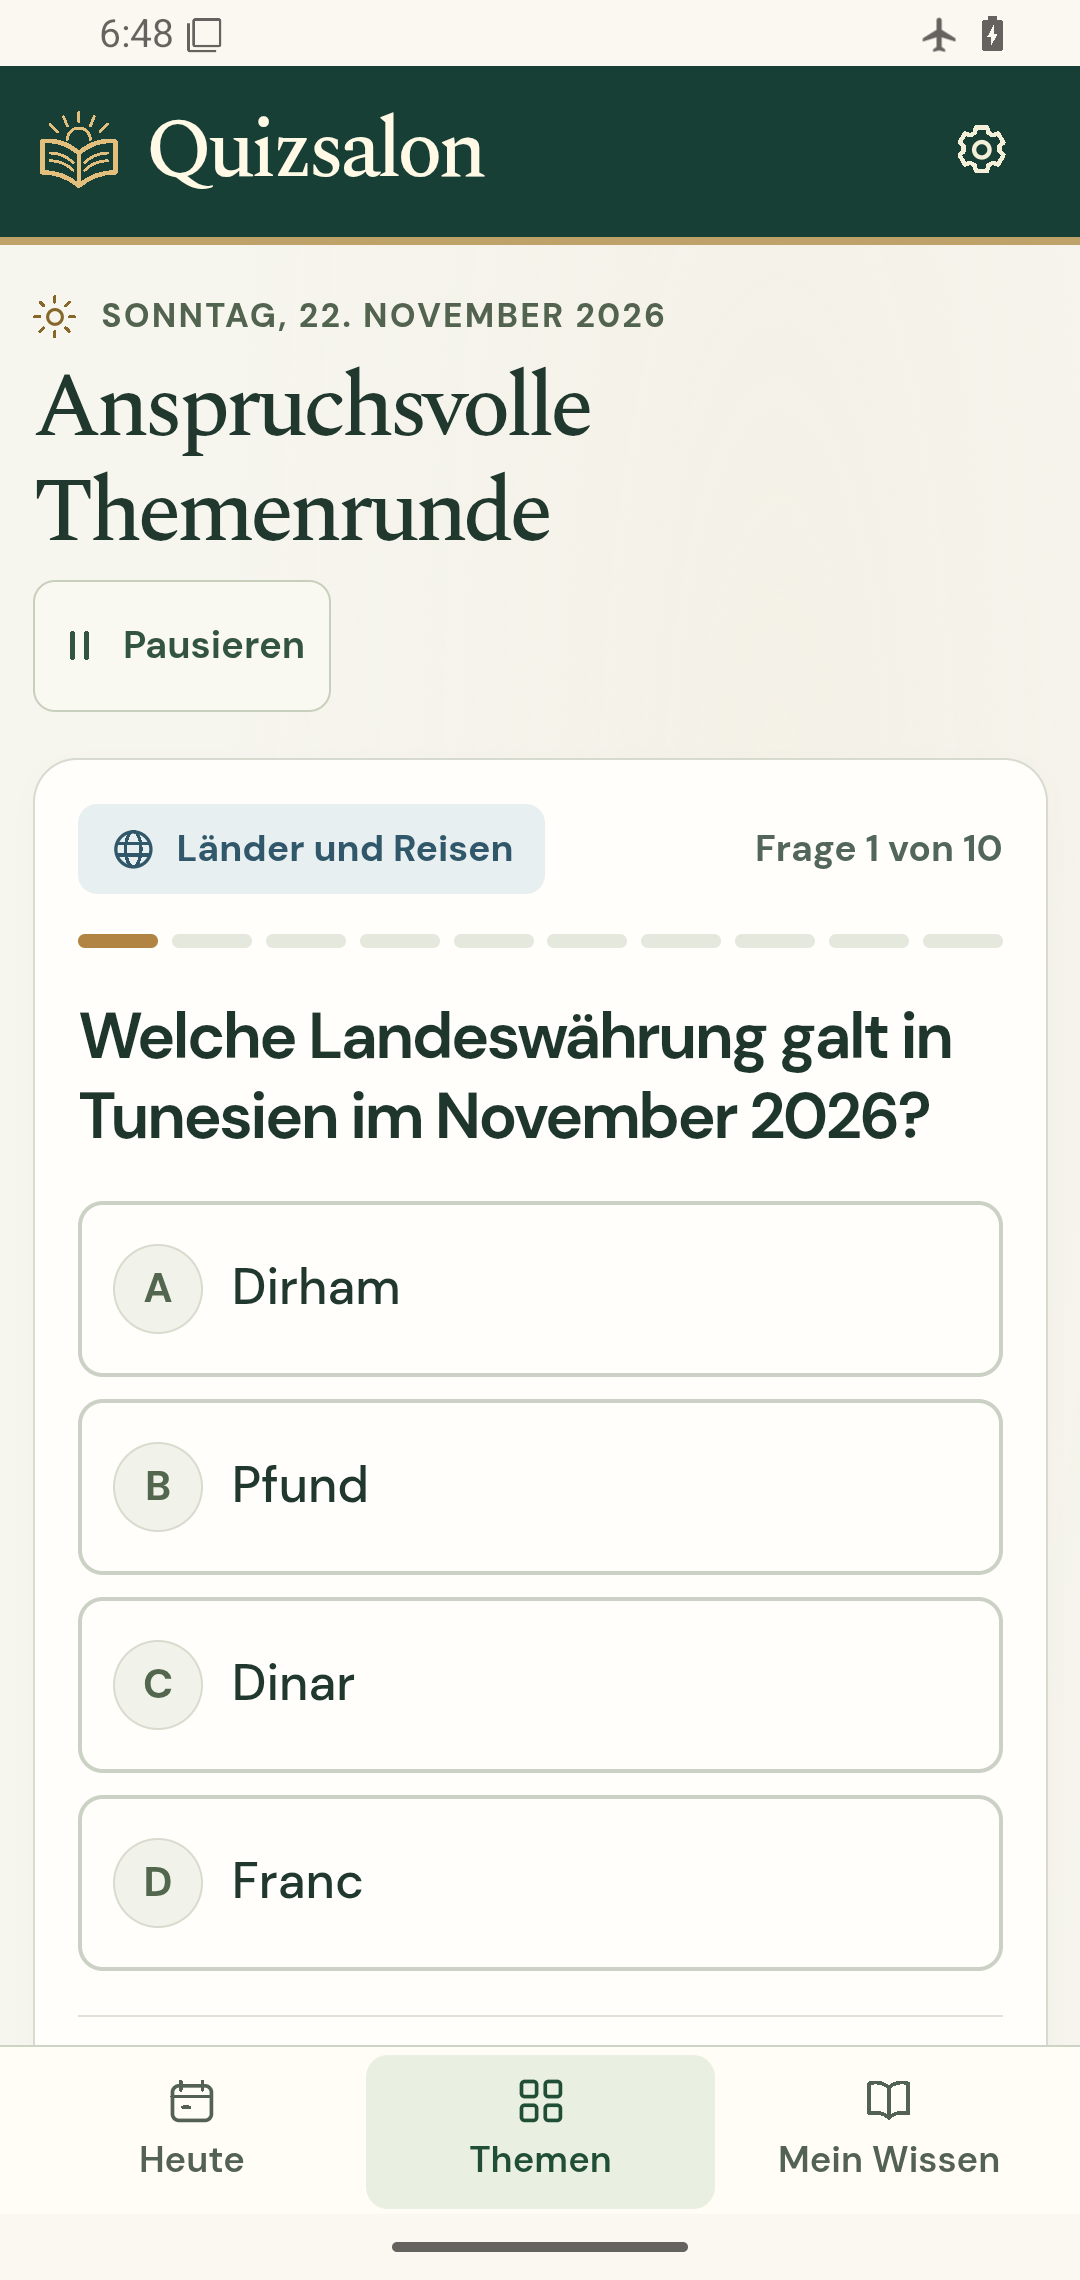 6:48
Quizsalon
SONNTAG, 22. NOVEMBER 2026
Anspruchsvolle
Themenrunde
Pausieren
Länder und Reisen
Frage 1 von 10
Welche Landeswährung galt in
Tunesien im November 2026?
A Dirham
B Pfund
C Dinar
D Franc
Heute
Themen
Mein Wissen